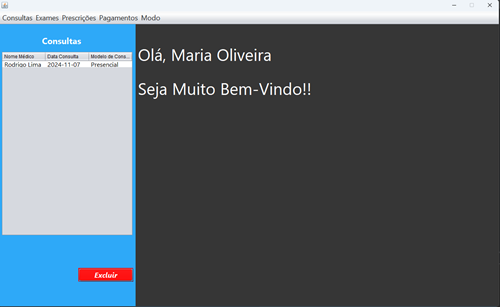 Consultas Exames Prescrições Pagamentos Modo
Consultas
Nome Médico Data Consulta Modelo de Cons...
Rodrigo Lima 2024-11-07 Presencial
Olá, Maria Oliveira
Seja Muito Bem-Vindo!!
Excluir